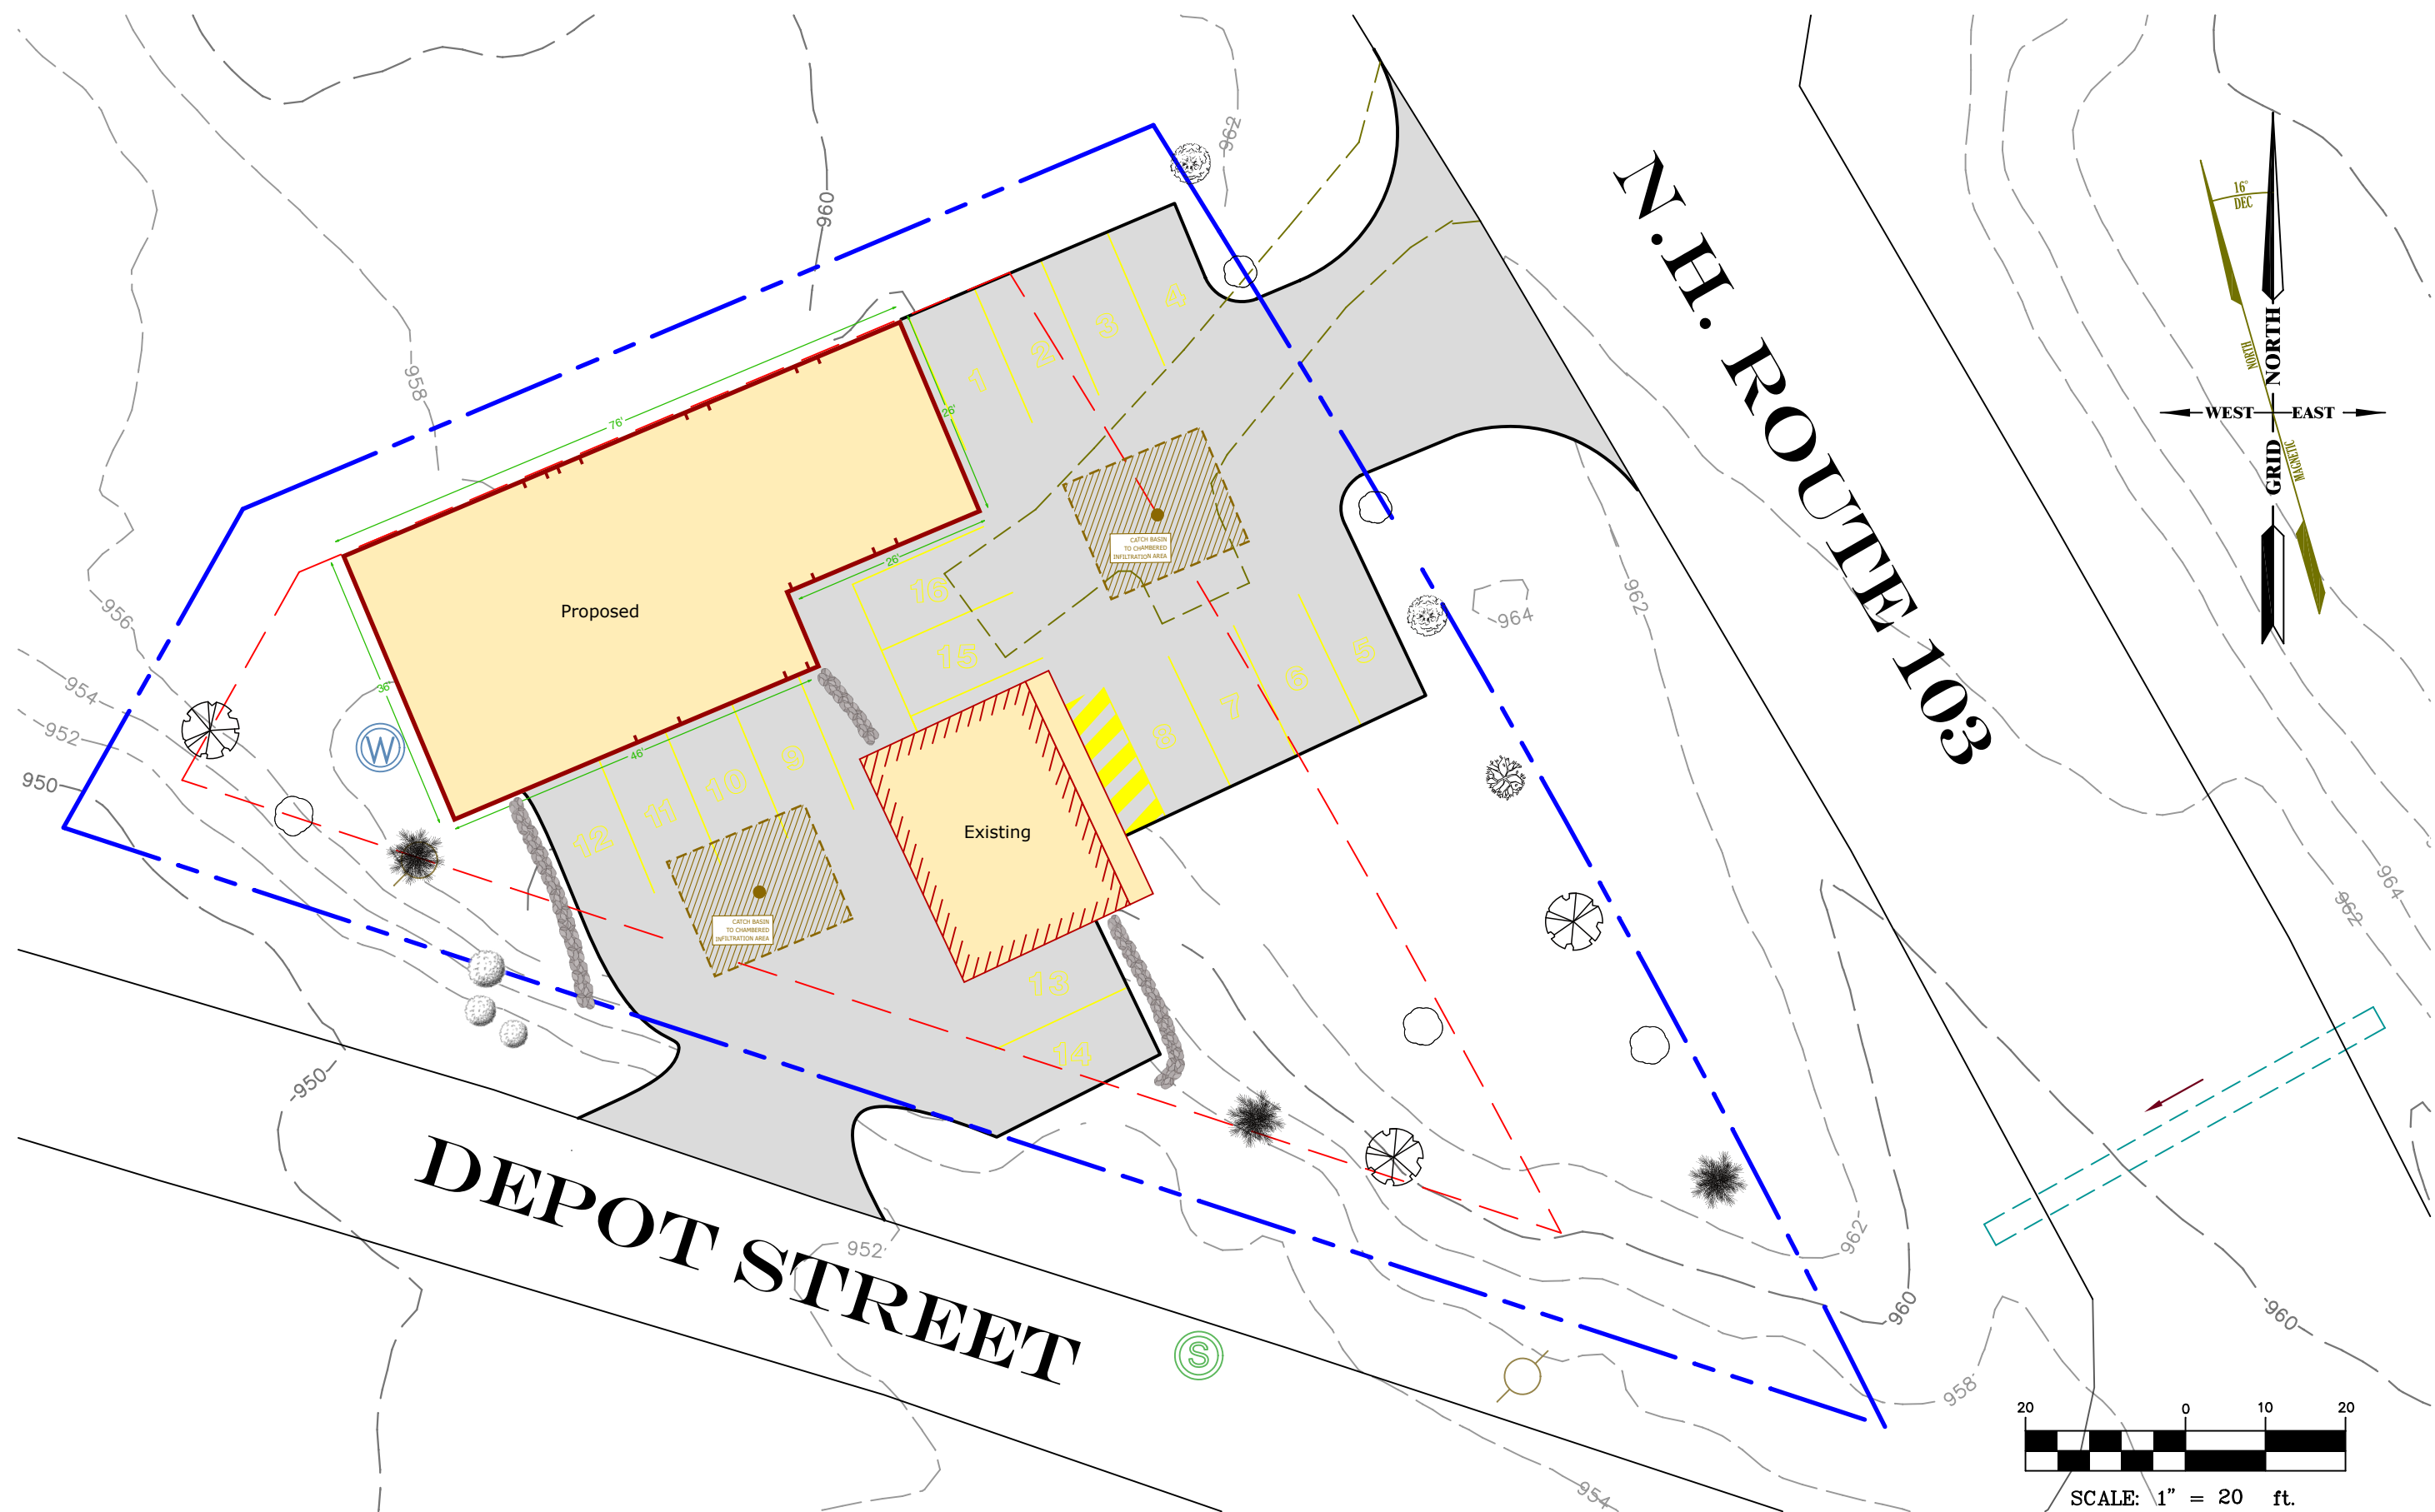 962
960
958
956
954
952
950
950
16°
DEC
NORTH
NORTH
WEST
EAST
GRID
MAGNETIC
N.H. ROUTE 103
76'
26'
26'
36'
46'
1
2
3
4
16
15
5
6
7
8
9
10
11
12
13
14
Proposed
Existing
CATCH BASIN
TO CHAMBERED
INFILTRATION AREA
CATCH BASIN
TO CHAMBERED
INFILTRATION AREA
W
964
962
964
962
962
960
960
958
954
952
DEPOT STREET
S
20 0 10 20
SCALE: 1" = 20 ft.